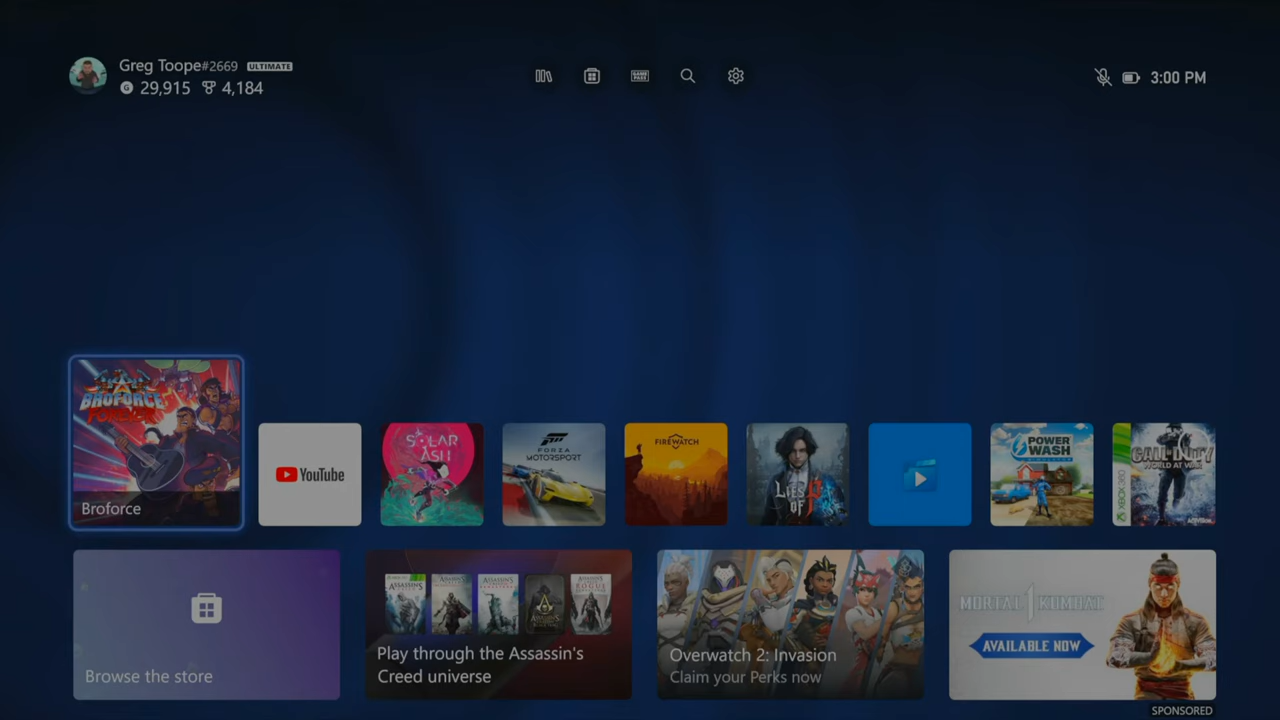 Greg Toope#2669 ULTIMATE
29,915 4,184
GAME PASS
3:00 PM
BROFORCE
FOREVER
Broforce
YouTube
SOLAR ASH
FORZA MOTORSPORT
FIREWATCH
LIES OF P
POWER WASH
XBOX 360
CALL OF DUTY
WORLD AT WAR
ACTIVISION
Browse the store
Play through the Assassin's
Creed universe
Overwatch 2: Invasion
Claim your Perks now
MORTAL KOMBAT 1
AVAILABLE NOW
SPONSORED